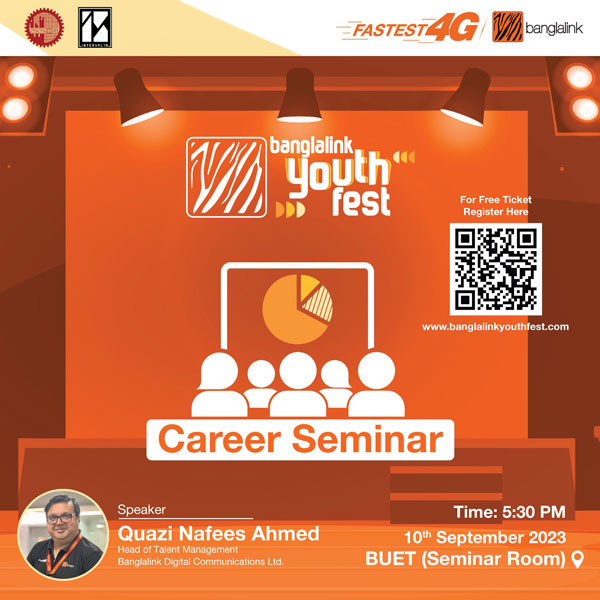 INTERVAL 18
FASTEST 4G
banglalink
banglalink
youth
fest
For Free Ticket
Register Here
www.banglalinkyouthfest.com
Career Seminar
Speaker
Quazi Nafees Ahmed
Head of Talent Management
Banglalink Digital Communications Ltd.
Time: 5:30 PM
10th September 2023
BUET (Seminar Room)